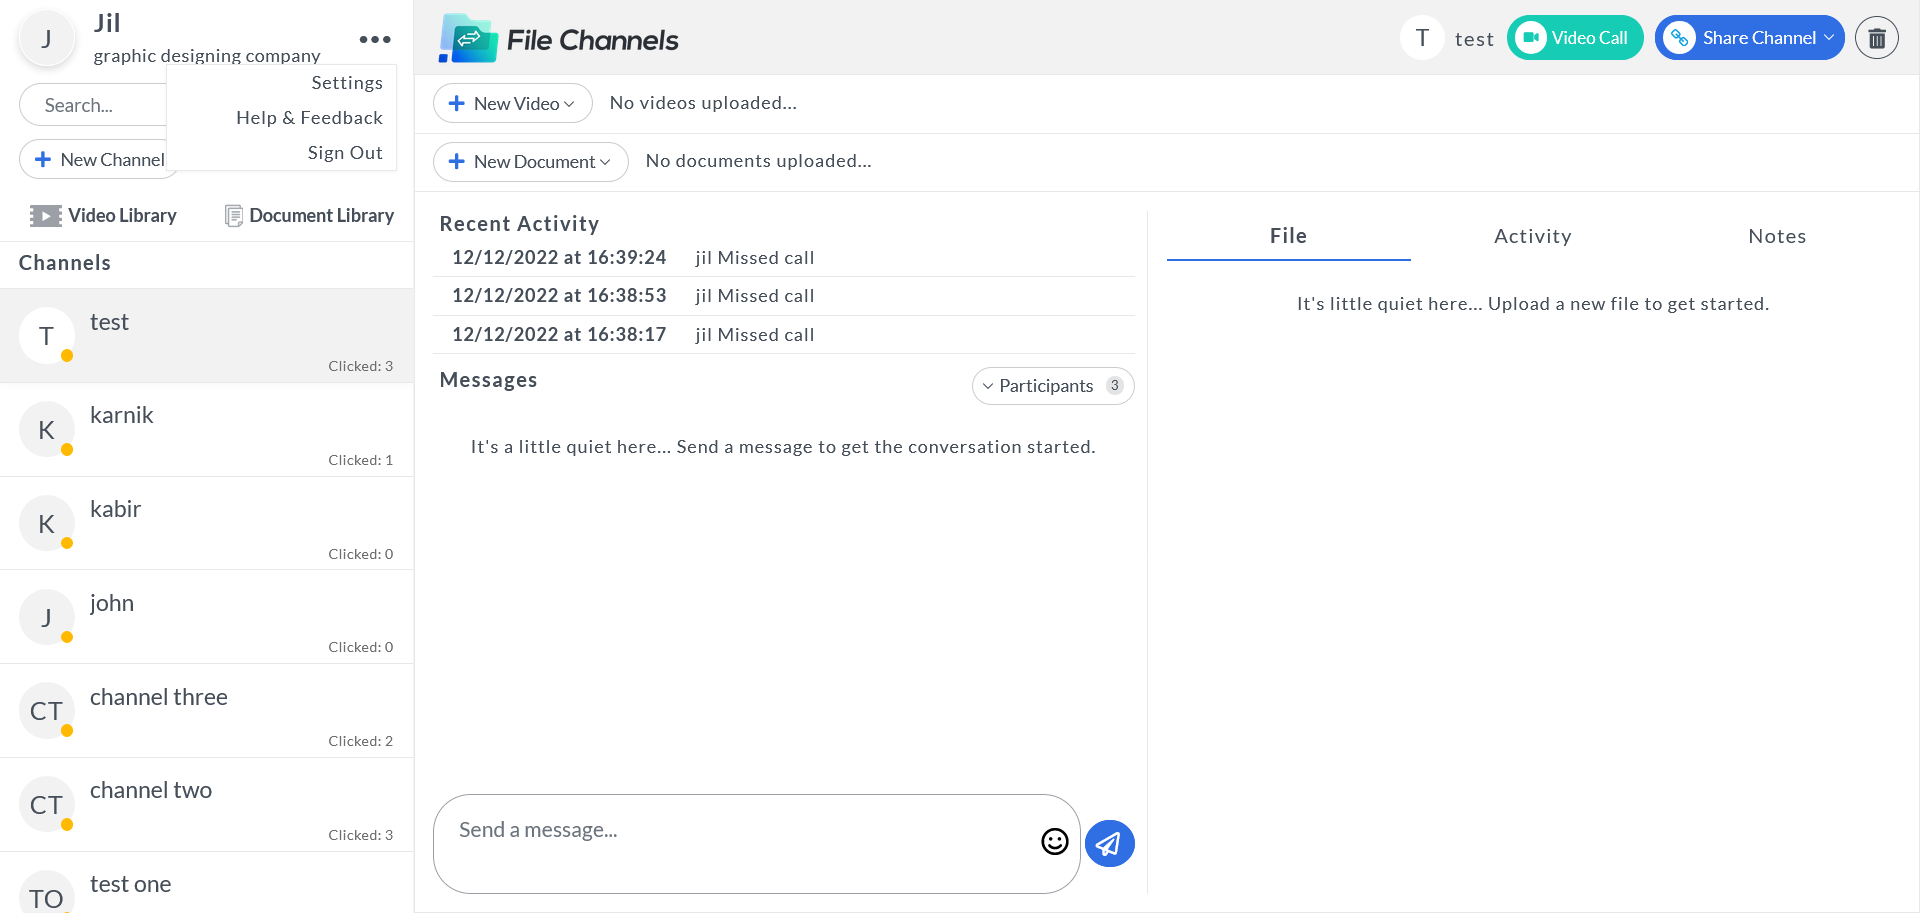 J
Jil
graphic designing company
Settings
Help & Feedback
Sign Out
Search...
New Channel
Video Library
Document Library
Channels
T
test
Clicked: 3
K
karnik
Clicked: 1
K
kabir
Clicked: 0
J
john
Clicked: 0
CT
channel three
Clicked: 2
CT
channel two
Clicked: 3
TO
test one
File Channels
T
test
Video Call
Share Channel
New Video
No videos uploaded...
New Document
No documents uploaded...
Recent Activity
12/12/2022 at 16:39:24 jil Missed call
12/12/2022 at 16:38:53 jil Missed call
12/12/2022 at 16:38:17 jil Missed call
Messages
Participants 3
It's a little quiet here... Send a message to get the conversation started.
Send a message...
File
Activity
Notes
It's little quiet here... Upload a new file to get started.